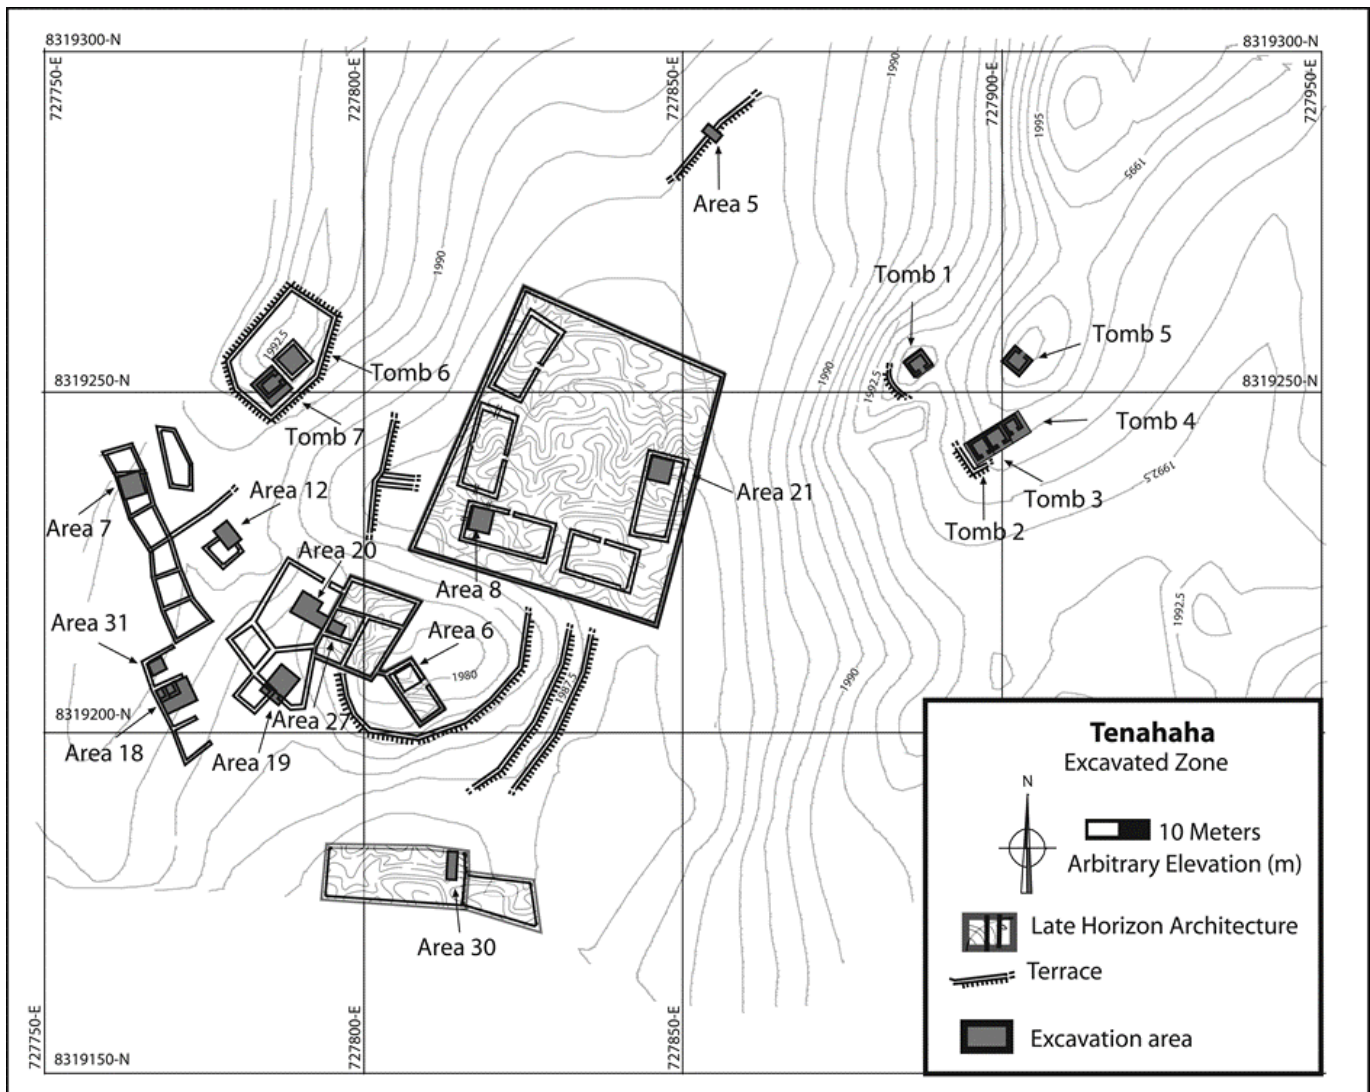 8319300-N
8319300-N
727750-E
727800-E
727850-E
727900-E
727950-E
1990
1995
1995
Area 5
1990
Tomb 1
Tomb 5
1992.5
Tomb 6
1990
1992.5
8319250-N
8319250-N
Tomb 7
Tomb 4
Area 12
Area 21
1992.5
Area 7
Tomb 3
Tomb 2
Area 20
Area 8
1992.5
Area 31
Area 6
1980
1990
1987.5
8319200-N
Area 27
Area 18
Area 19
Tenahaha
Excavated Zone
N
10 Meters
Arbitrary Elevation (m)
Late Horizon Architecture
Area 30
Terrace
727750-E
727800-E
727850-E
Excavation area
8319150-N